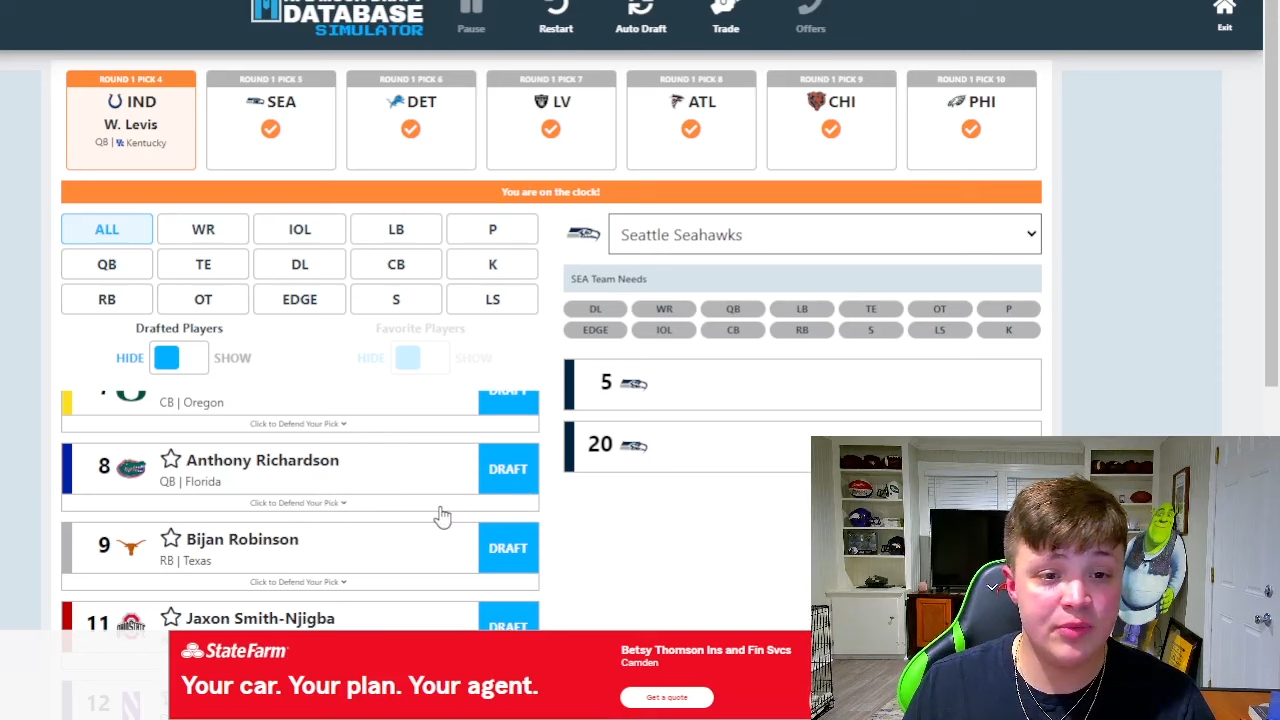 DATABASE
SIMULATOR
Pause
Restart
Auto Draft
Trade
Offers
Exit
ROUND 1 PICK 4
IND
W. Levis
QB | Kentucky
ROUND 1 PICK 5
SEA
ROUND 1 PICK 6
DET
ROUND 1 PICK 7
LV
ROUND 1 PICK 8
ATL
ROUND 1 PICK 9
CHI
ROUND 1 PICK 10
PHI
You are on the clock!
ALL
WR
IOL
LB
P
QB
TE
DL
CB
K
RB
OT
EDGE
S
LS
Drafted Players
HIDE
SHOW
Favorite Players
HIDE
SHOW
Seattle Seahawks
SEA Team Needs
DL
WR
QB
LB
TE
OT
P
EDGE
IOL
CB
RB
S
LS
K
5
20
CB | Oregon
DRAFT
Click to Defend Your Pick
8
Anthony Richardson
QB | Florida
DRAFT
Click to Defend Your Pick
9
Bijan Robinson
RB | Texas
DRAFT
Click to Defend Your Pick
11
Jaxon Smith-Njigba
DRAFT
12
StateFarm
Your car. Your plan. Your agent.
Betsy Thomson Ins and Fin Svcs
Camden
Get a quote